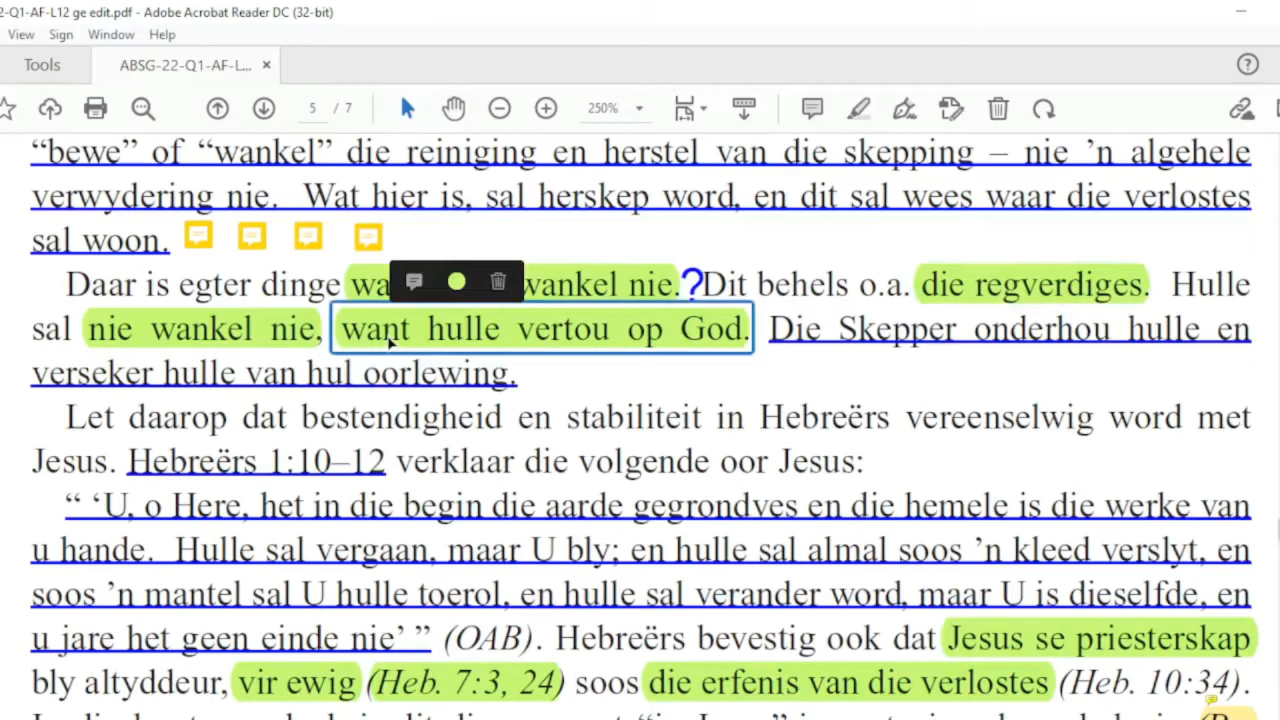 2-Q1-AF-L12 ge edit.pdf - Adobe Acrobat Reader DC (32-bit)
View Sign Window Help
Tools ABSG-22-Q1-AF-L... ×
5 / 7 250%
“bewe” of “wankel” die reiniging en herstel van die skepping – nie ’n algehele
verwydering nie. Wat hier is, sal herskep word, en dit sal wees waar die verlostes
sal woon.
Daar is egter dinge wankel nie.? Dit behels o.a. die regverdiges. Hulle
sal nie wankel nie, want hulle vertou op God. Die Skepper onderhou hulle en
verseker hulle van hul oorlewing.
Let daarop dat bestendigheid en stabiliteit in Hebreërs vereenselwig word met
Jesus. Hebreërs 1:10–12 verklaar die volgende oor Jesus:
“ ‘U, o Here, het in die begin die aarde gegrondves en die hemele is die werke van
u hande. Hulle sal vergaan, maar U bly; en hulle sal almal soos ’n kleed verslyt, en
soos ’n mantel sal U hulle toerol, en hulle sal verander word, maar U is dieselfde, en
u jare het geen einde nie’ ” (OAB). Hebreërs bevestig ook dat Jesus se priesterskap
bly altyddeur, vir ewig (Heb. 7:3, 24) soos die erfenis van die verlostes (Heb. 10:34).